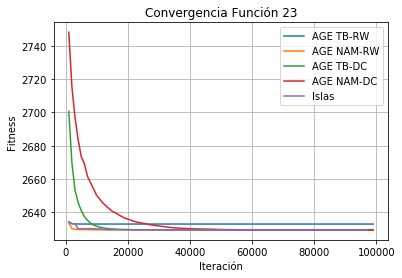 Convergencia Función 23
AGE TB-RW
AGE NAM-RW
AGE TB-DC
AGE NAM-DC
Islas
Fitness
2740
2720
2700
2680
2660
2640
0
20000
40000
60000
80000
100000
Iteración